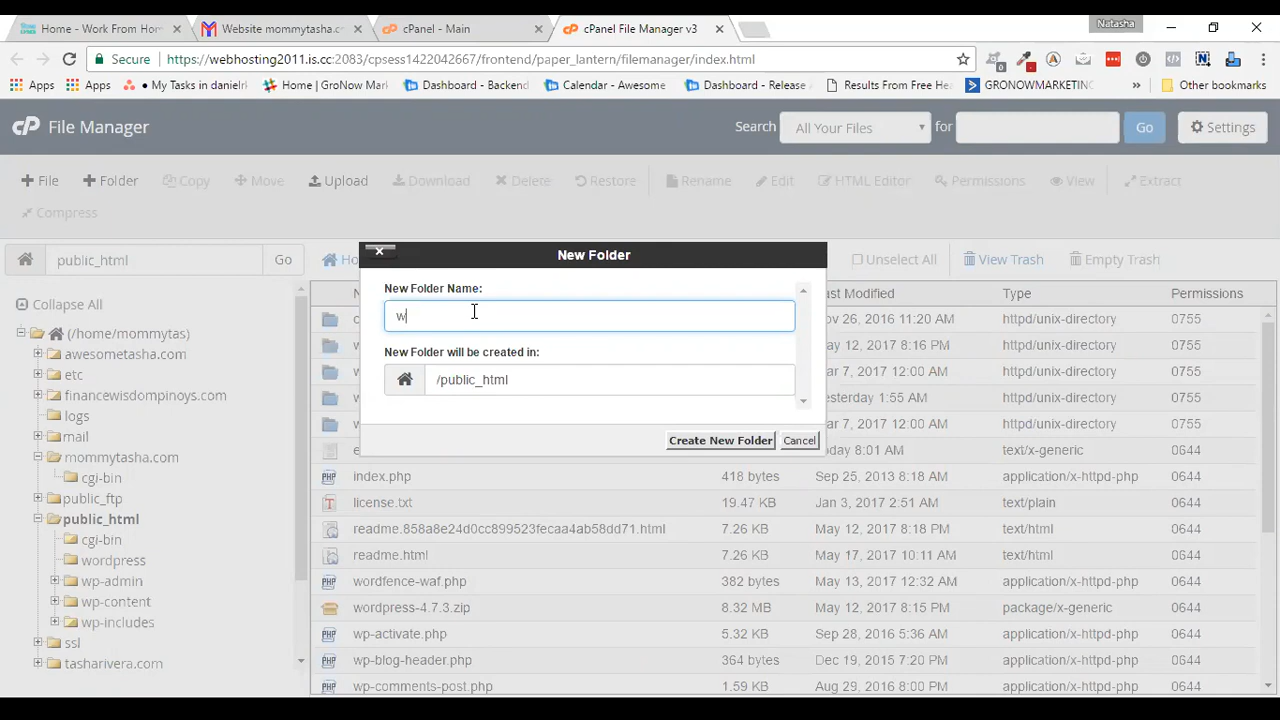 Natasha
Home - Work From Hom
Website mommytasha.c
cPanel - Main
cPanel File Manager v3
Secure
https://webhosting2011.is.cc:2083/cpsess1422042667/frontend/paper_lantern/filemanager/index.html
Apps
Apps
My Tasks in danielr
Home | GroNow Mark
Dashboard - Backend
Calendar - Awesome
Dashboard - Release
Results From Free Hea
GRONOWMARKETING
»
Other bookmarks
cP File Manager
Search
All Your Files
for
Go
Settings
+ File
+ Folder
Copy
Move
Upload
Download
Delete
Restore
Rename
Edit
HTML Editor
Permissions
View
Extract
Compress
public_html
Go
Ho
Unselect All
View Trash
Empty Trash
Collapse All
(/home/mommytas)
awesometasha.com
etc
financewisdompinoys.com
logs
mail
mommytasha.com
cgi-bin
public_ftp
public_html
cgi-bin
wordpress
wp-admin
wp-content
wp-includes
ssl
tasharivera.com
New Folder
New Folder Name:
w
New Folder will be created in:
/public_html
Create New Folder
Cancel
Last Modified Type Permissions
ov 26, 2016 11:20 AM httpd/unix-directory 0755
ay 12, 2017 8:16 PM httpd/unix-directory 0755
ar 7, 2017 12:00 AM httpd/unix-directory 0755
esterday 1:55 AM httpd/unix-directory 0755
ar 7, 2017 12:00 AM httpd/unix-directory 0755
oday 8:01 AM text/x-generic 0644
index.php 418 bytes Sep 25, 2013 8:18 AM application/x-httpd-php 0644
license.txt 19.47 KB Jan 3, 2017 2:51 AM text/plain 0644
readme.858a8e24d0cc899523fecaa4ab58dd71.html 7.26 KB May 12, 2017 8:18 PM text/html 0644
readme.html 7.26 KB May 12, 2017 10:11 AM text/html 0644
wordfence-waf.php 382 bytes May 13, 2017 12:32 AM application/x-httpd-php 0644
wordpress-4.7.3.zip 8.32 MB May 12, 2017 8:15 PM package/x-generic 0644
wp-activate.php 5.32 KB Sep 28, 2016 5:36 AM application/x-httpd-php 0644
wp-blog-header.php 364 bytes Dec 19, 2015 7:20 PM application/x-httpd-php 0644
wp-comments-post.php 1.59 KB Aug 29, 2016 8:00 PM application/x-httpd-php 0644